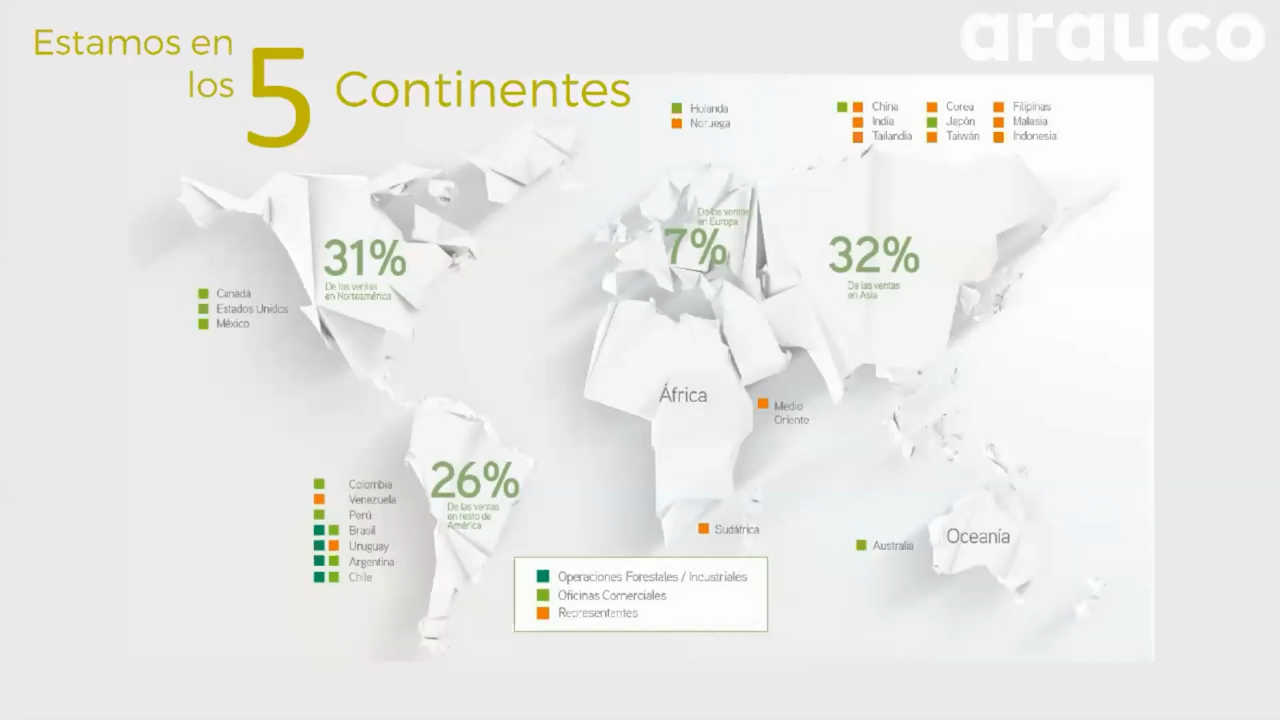 Estamos en
los 5 Continentes
arauco
Holanda
Noruega
China
India
Tailandia
Corea
Japón
Taiwán
Filipinas
Malasia
Indonesia
31%
De las ventas
en Norteamérica
De las ventas
en Europa
7%
32%
De las ventas
en Asia
Canadá
Estados Unidos
México
África
Medio
Oriente
26%
De las ventas
en resto de
América
Colombia
Venezuela
Perú
Brasil
Uruguay
Argentina
Chile
Sudáfrica
Australia
Oceanía
Operaciones Forestales / Industriales
Oficinas Comerciales
Represententes